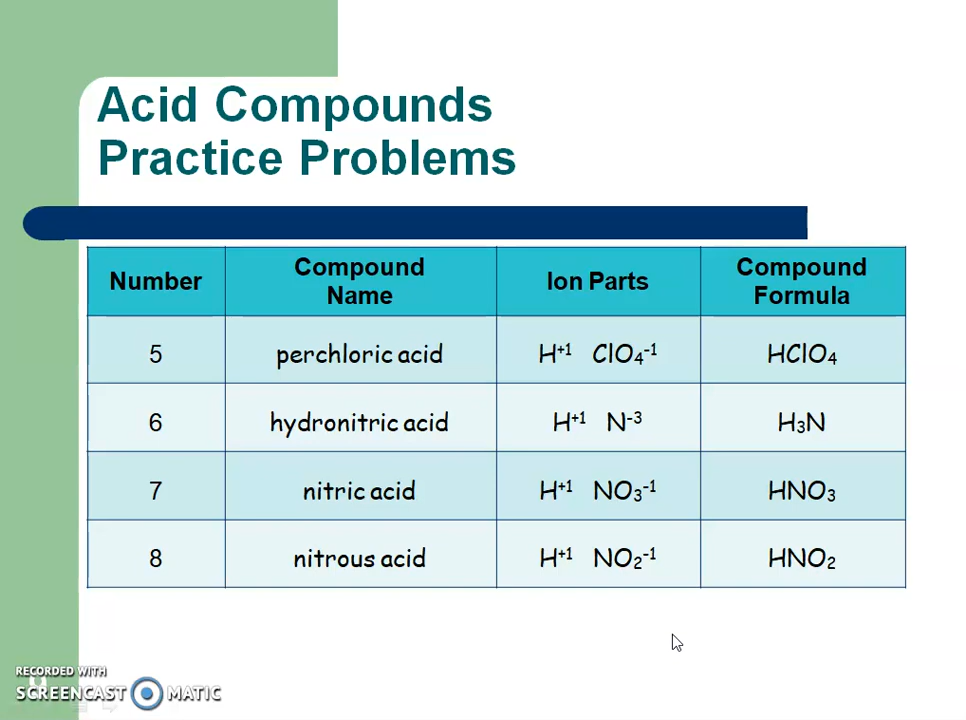 Acid Compounds
Practice Problems
Number Compound Name Ion Parts Compound Formula
5 perchloric acid H⁺¹ ClO₄⁻¹ HClO₄
6 hydronitric acid H⁺¹ N⁻³ H₃N
7 nitric acid H⁺¹ NO₃⁻¹ HNO₃
8 nitrous acid H⁺¹ NO₂⁻¹ HNO₂
RECORDED WITH
SCREENCAST MATIC